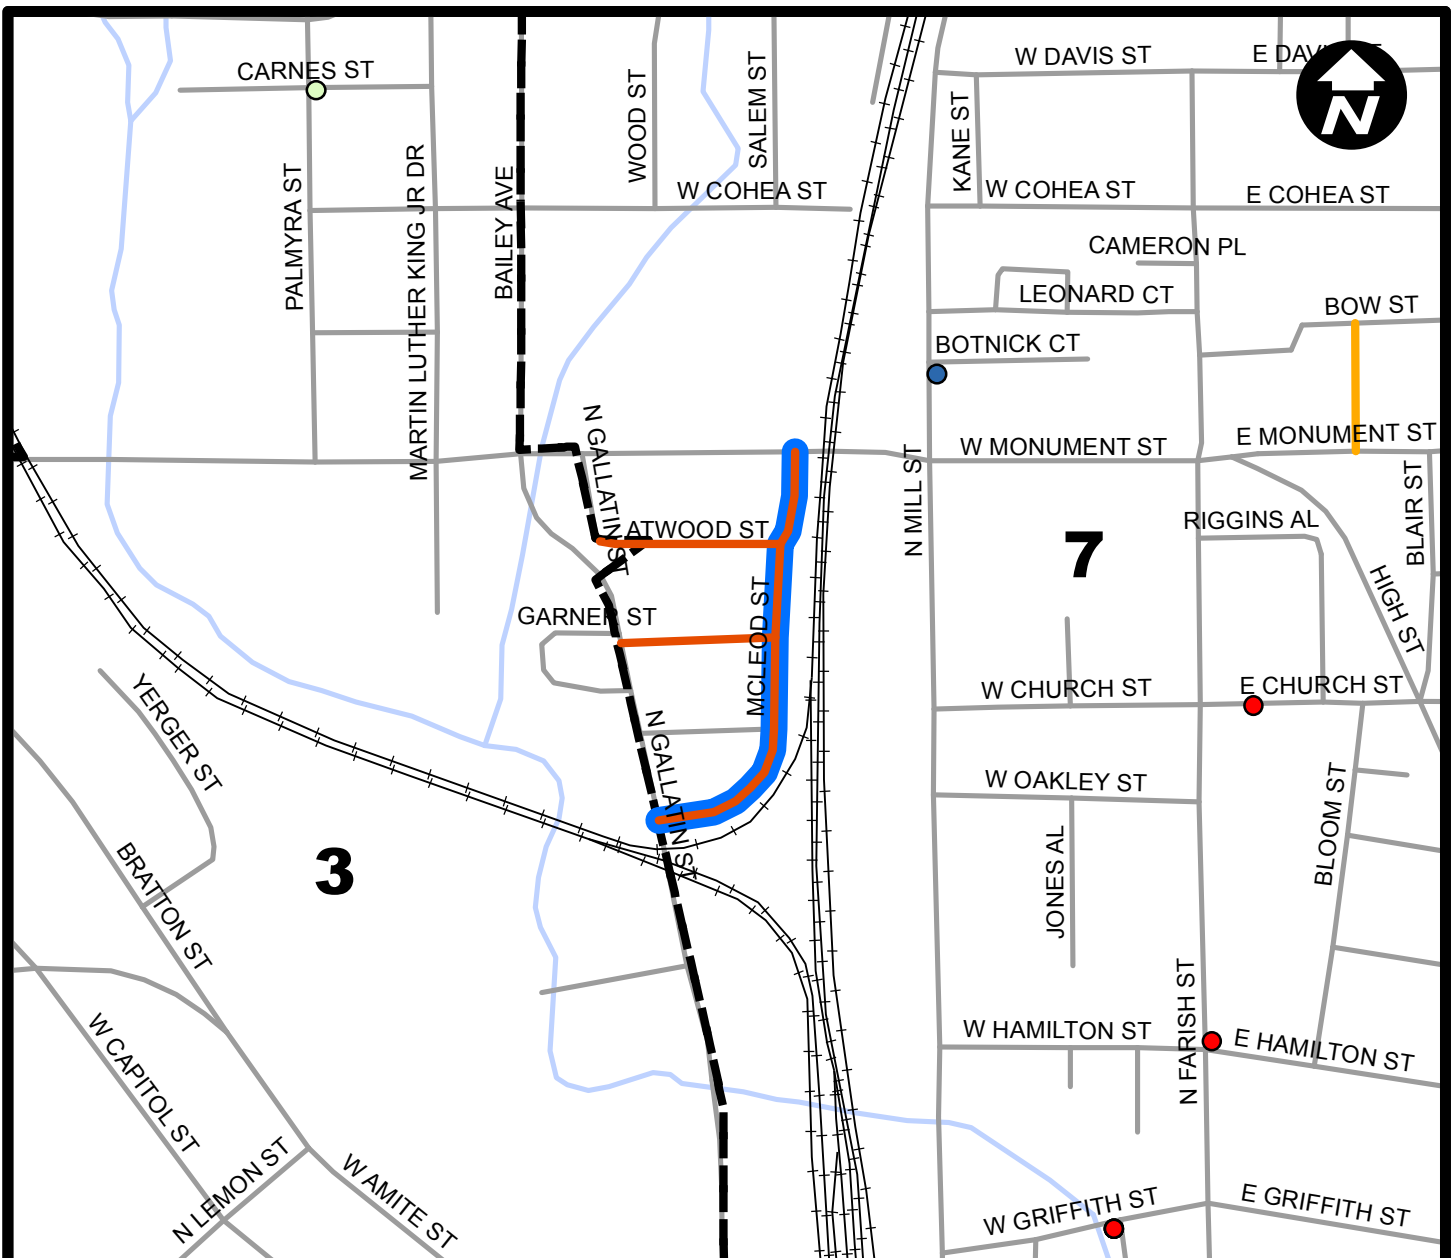 W DAVIS ST
E DAVIS ST
CARNES ST
N
WOOD ST
SALEM ST
KANE ST
PALMYRA ST
MARTIN LUTHER KING JR DR
BAILEY AVE
W COHEA ST
W COHEA ST
E COHEA ST
CAMERON PL
LEONARD CT
BOW ST
BOTNICK CT
N GALLATIN ST
W MONUMENT ST
E MONUMENT ST
N MILL ST
BLAIR ST
ATWOOD ST
RIGGINS AL
7
HIGH ST
GARNER ST
MCLEOD ST
YERGER ST
W CHURCH ST
E CHURCH ST
N GALLATIN ST
W OAKLEY ST
BLOOM ST
3
BRATTON ST
JONES AL
N FARISH ST
W CAPITOL ST
W HAMILTON ST
E HAMILTON ST
N LEMON ST
W AMITE ST
W GRIFFITH ST
E GRIFFITH ST